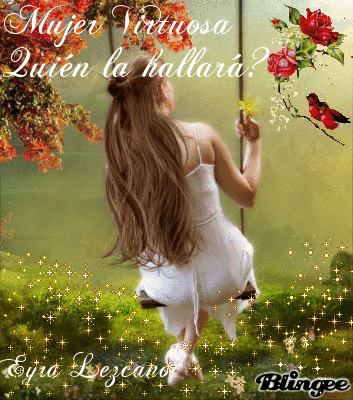 Mujer Virtuosa
Quién la hallará?
Eyra Lezcano
Blingee